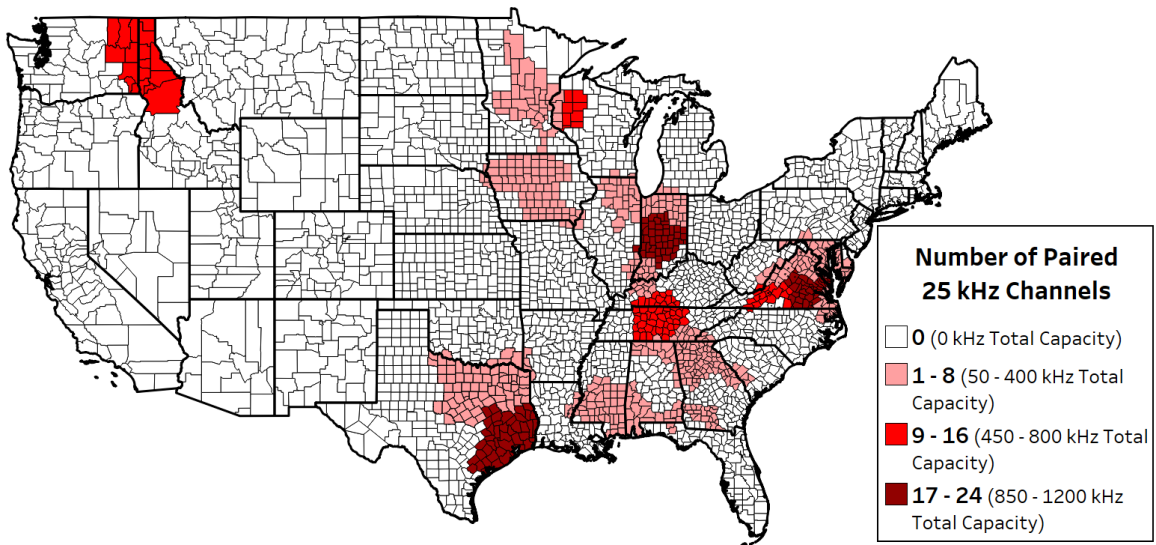 Number of Paired
25 kHz Channels
0 (0 kHz Total Capacity)
1 - 8 (50 - 400 kHz Total
Capacity)
9 - 16 (450 - 800 kHz Total
Capacity)
17 - 24 (850 - 1200 kHz
Total Capacity)